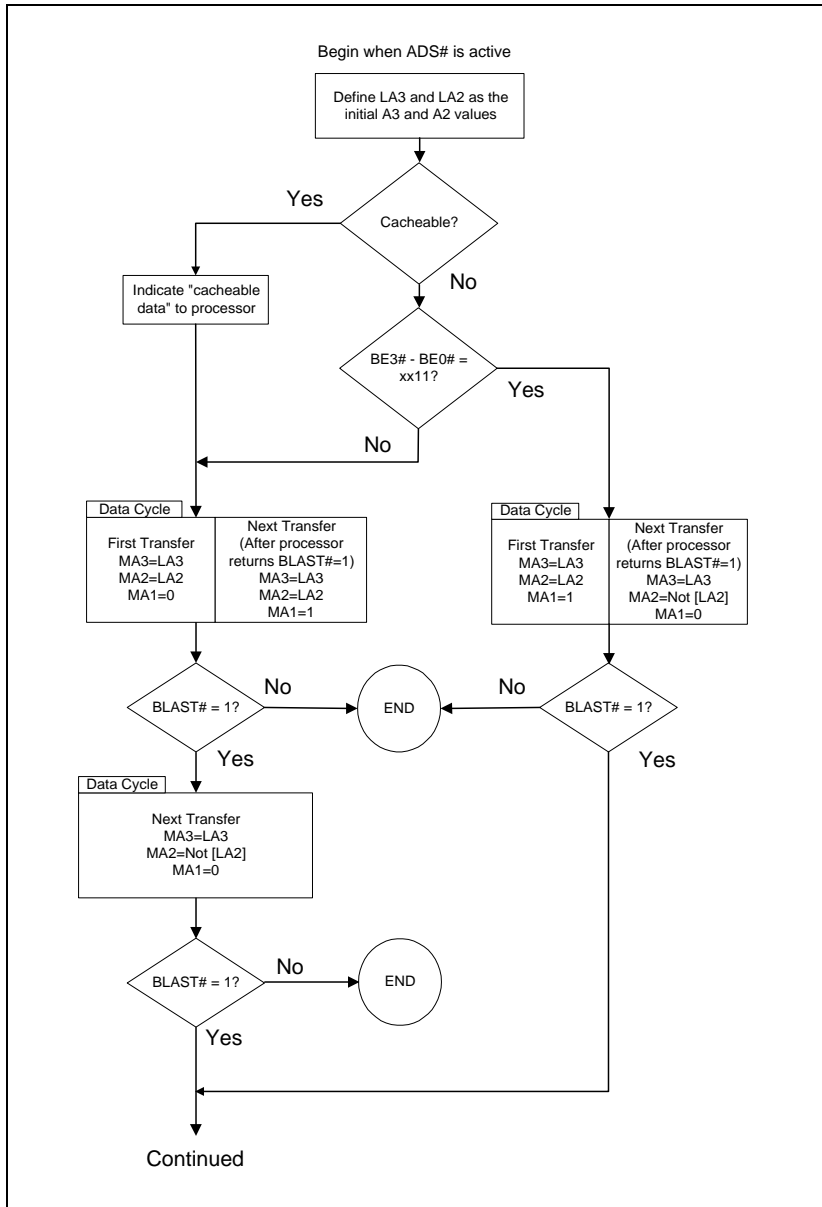 Begin when ADS# is active
Define LA3 and LA2 as the
initial A3 and A2 values
Yes
Cacheable?
Indicate "cacheable
data" to processor
No
BE3# - BE0# =
xx11?
Yes
No
Data Cycle
First Transfer
MA3=LA3
MA2=LA2
MA1=0
Next Transfer
(After processor
returns BLAST#=1)
MA3=LA3
MA2=LA2
MA1=1
Data Cycle
First Transfer
MA3=LA3
MA2=LA2
MA1=1
Next Transfer
(After processor
returns BLAST#=1)
MA3=LA3
MA2=Not [LA2]
MA1=0
BLAST# = 1?
No
END
No
BLAST# = 1?
Yes
Yes
Data Cycle
Next Transfer
MA3=LA3
MA2=Not [LA2]
MA1=0
BLAST# = 1?
No
END
Yes
Continued